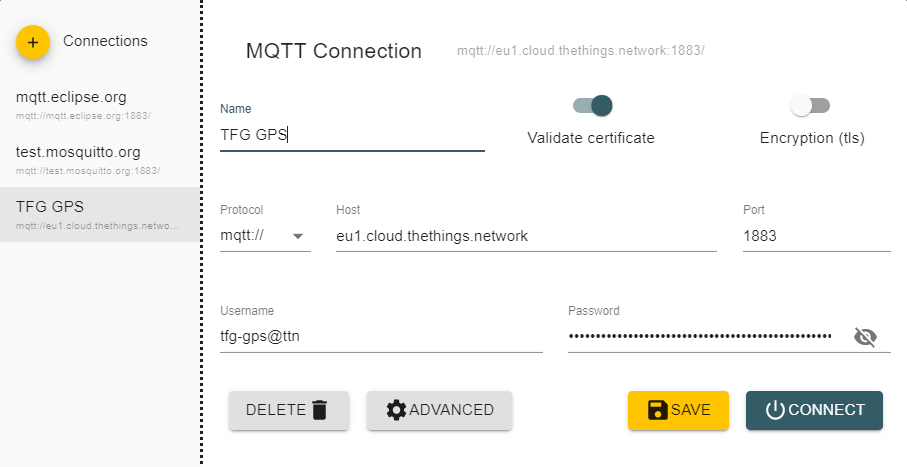 + Connections
mqtt.eclipse.org
mqtt://mqtt.eclipse.org:1883/
test.mosquitto.org
mqtt://test.mosquitto.org:1883/
TFG GPS
mqtt://eu1.cloud.thethings.netwo...
MQTT Connection mqtt://eu1.cloud.thethings.network:1883/
Name
TFG GPS
Validate certificate Encryption (tls)
Protocol Host Port
mqtt:// eu1.cloud.thethings.network 1883
Username Password
tfg-gps@ttn
DELETE ADVANCED SAVE CONNECT